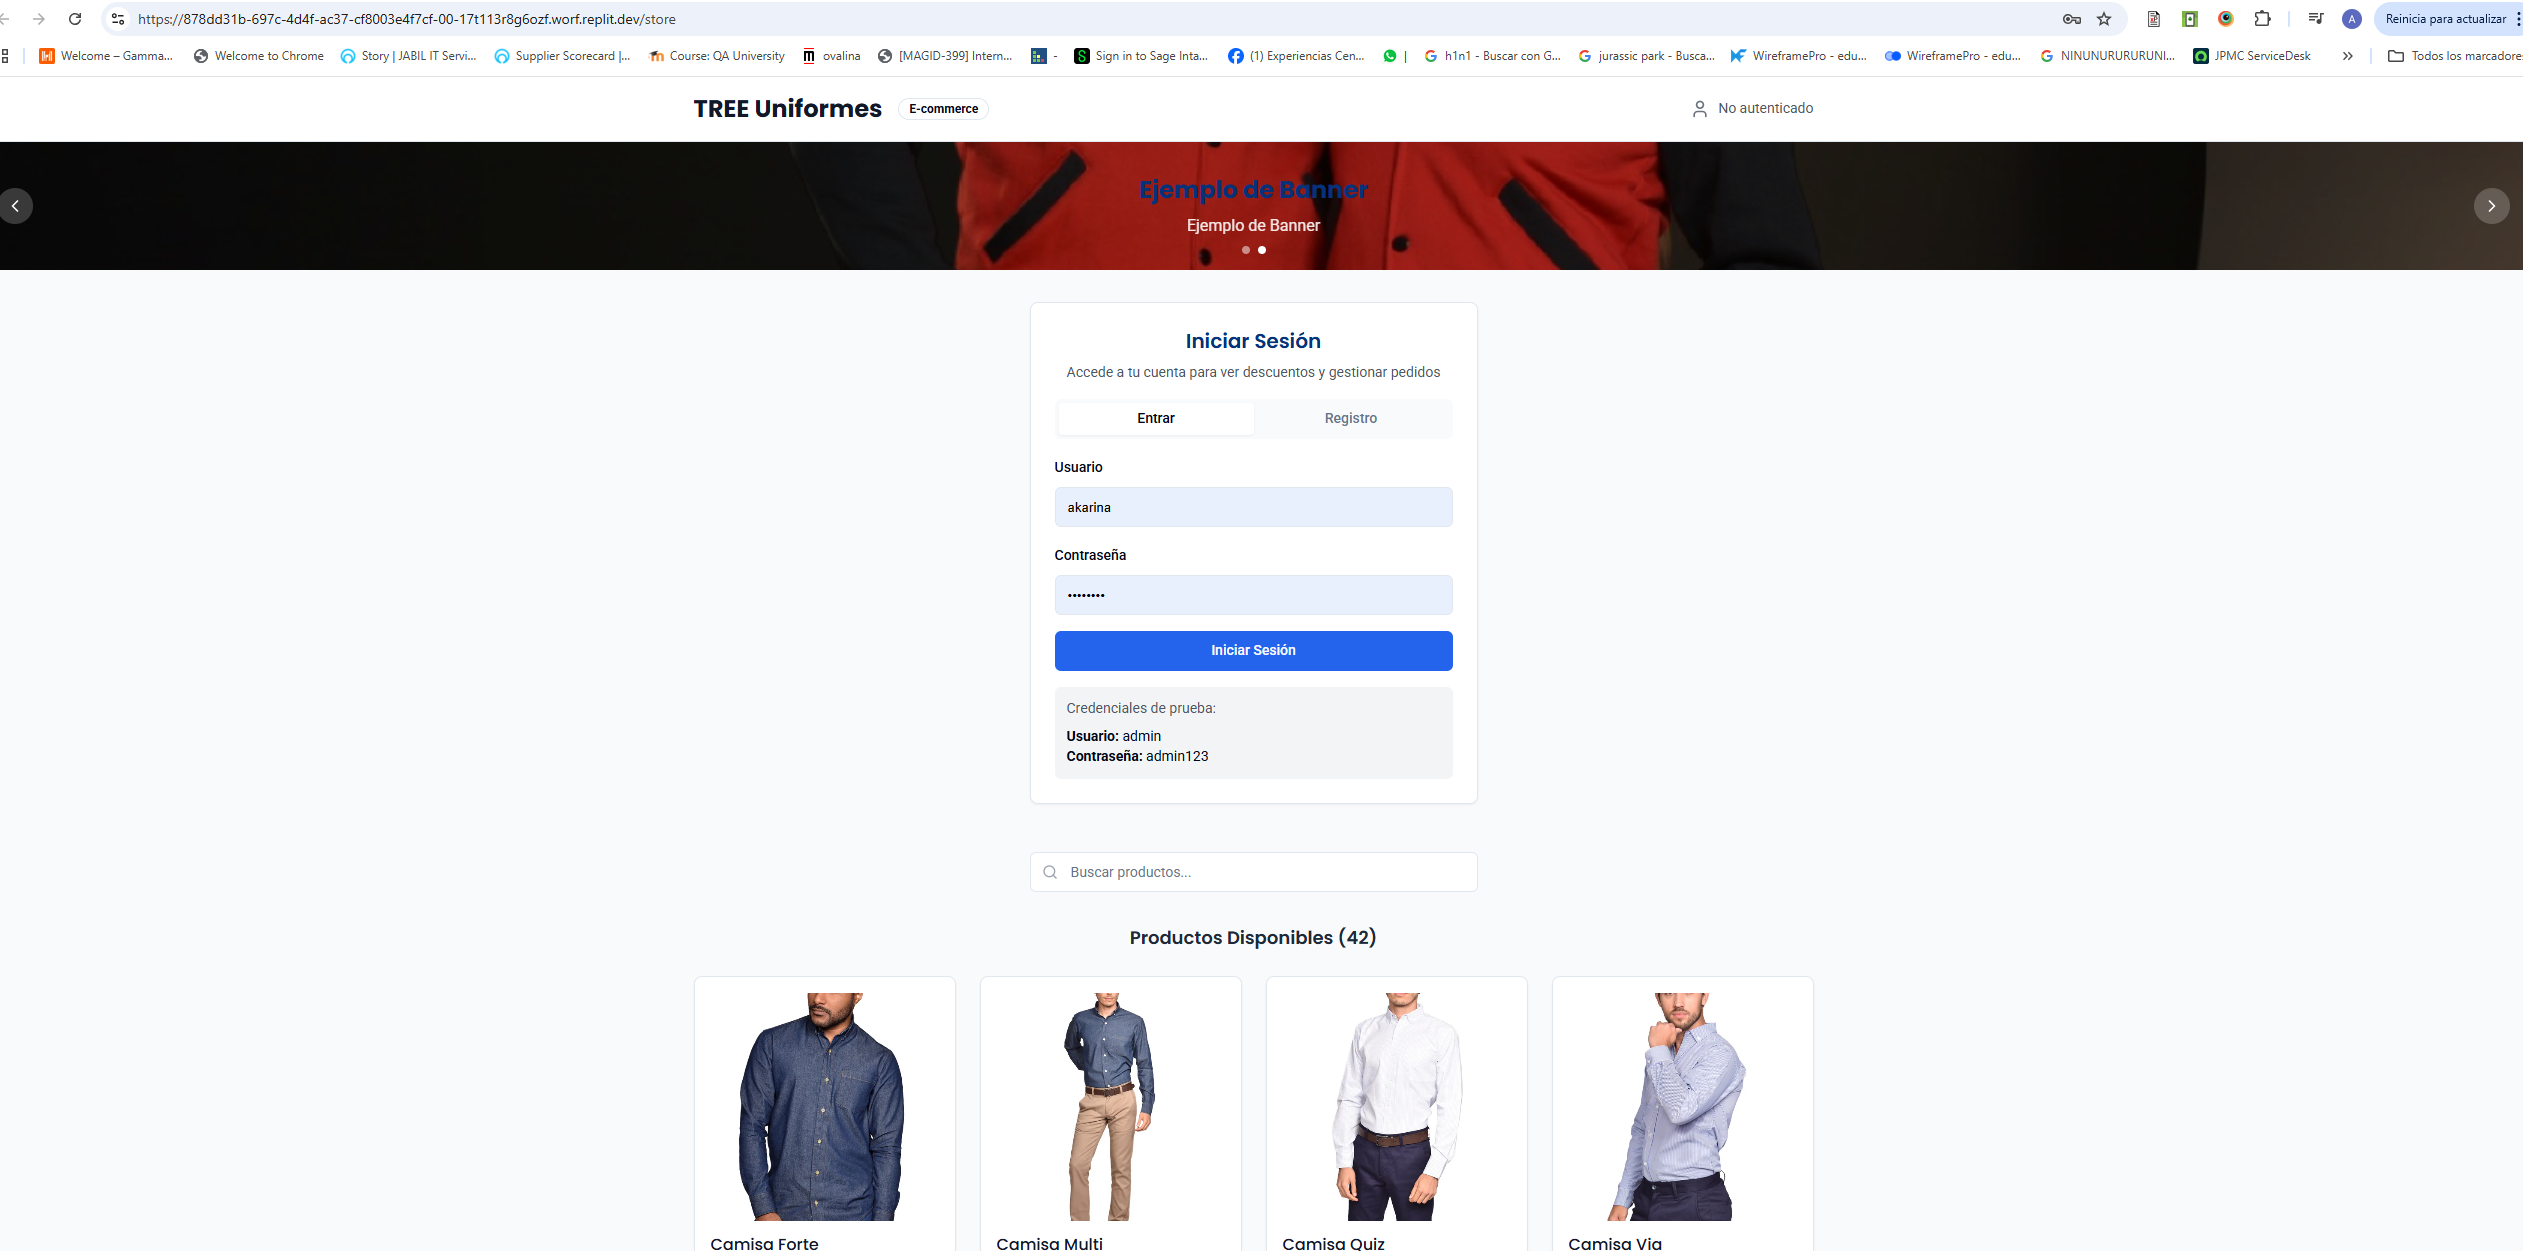 https://878dd31b-697c-4d4f-ac37-cf8003e4f7cf-00-17t113r8g6ozf.worf.replit.dev/store
A
Reinicia para actualizar
Welcome – Gamma...
Welcome to Chrome
Story | JABIL IT Servi...
Supplier Scorecard |...
Course: QA University
ovalina
[MAGID-399] Intern...
-
Sign in to Sage Inta...
(1) Experiencias Cen...
|
h1n1 - Buscar con G...
jurassic park - Busca...
WireframePro - edu...
WireframePro - edu...
NINUNURURURUNI...
JPMC ServiceDesk
»
Todos los marcadores
TREE Uniformes
E-commerce
No autenticado
Ejemplo de Banner
Ejemplo de Banner
Iniciar Sesión
Accede a tu cuenta para ver descuentos y gestionar pedidos
Entrar
Registro
Usuario
akarina
Contraseña
••••••••
Iniciar Sesión
Credenciales de prueba:
Usuario: admin
Contraseña: admin123
Buscar productos...
Productos Disponibles (42)
Camisa Forte
Camisa Multi
Camisa Quiz
Camisa Via